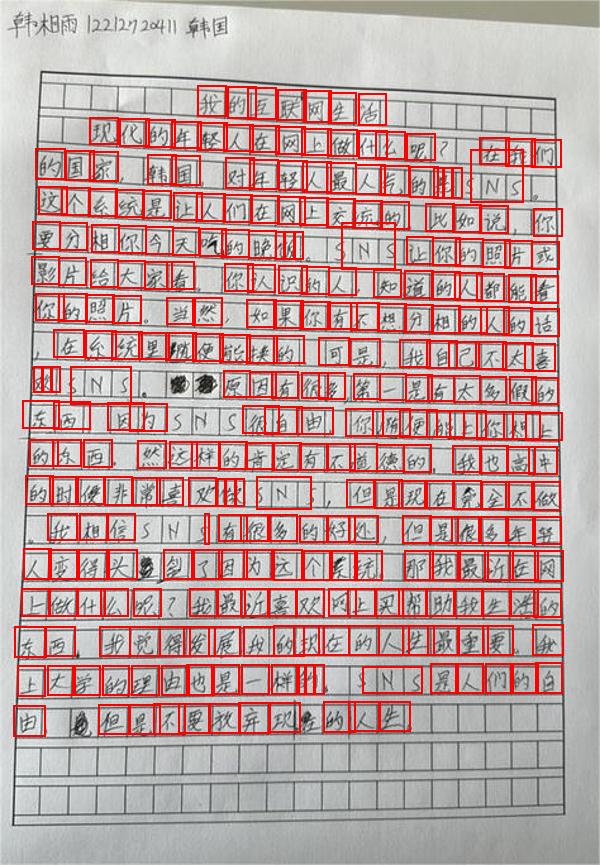 韩相雨 1221272041 韩国
我的互联网生活
现代的年轻人在网上做什么呢？ 在我们
的国家，韩国，对年轻人最人气的是SNS。
这个系统是让人们在网上交流的，比如说，你
要分相你今天吃的晚饭。SNS让你的照片或
影片给大家看。你认识的人，知道的人都能看
你的照片。当然，如果你有不想分相的人的话
，在系统里随便能接的。可是，我自己不太喜
欢SNS。 原因有很多，第一是有太多假的
东西，因为SNS很自由，你随便能上你想上
的东西，然这样的肯定有不道德的。我也高中
的时候非常喜欢做SNS，但是现在完全不做
。我相信SNS有很多的好处，但是很多年轻
人变得头 了因为这个系统，那我最近在网
上做什么呢？我最近喜欢网上买帮助我生活的
东西。我觉得发展我的现在的人生最重要。我
上大学的理由也是一样的。SNS是人们的自
由， 但是不要放弃现在的人生。